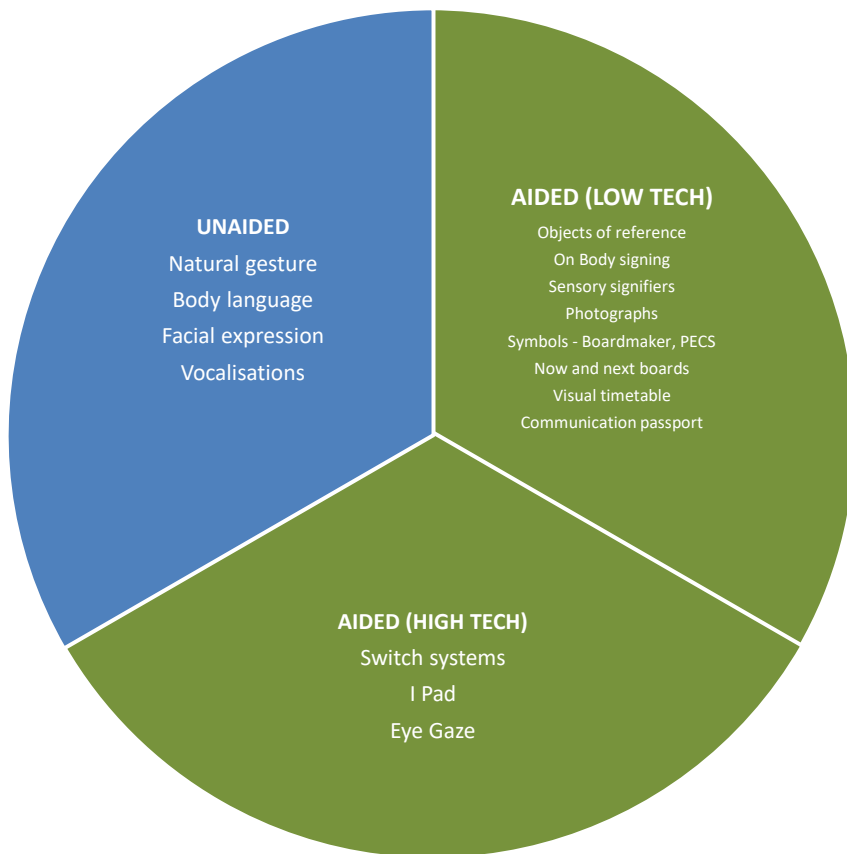 UNAIDED
Natural gesture
Body language
Facial expression
Vocalisations
AIDED (LOW TECH)
Objects of reference
On Body signing
Sensory signifiers
Photographs
Symbols - Boardmaker, PECS
Now and next boards
Visual timetable
Communication passport
AIDED (HIGH TECH)
Switch systems
I Pad
Eye Gaze